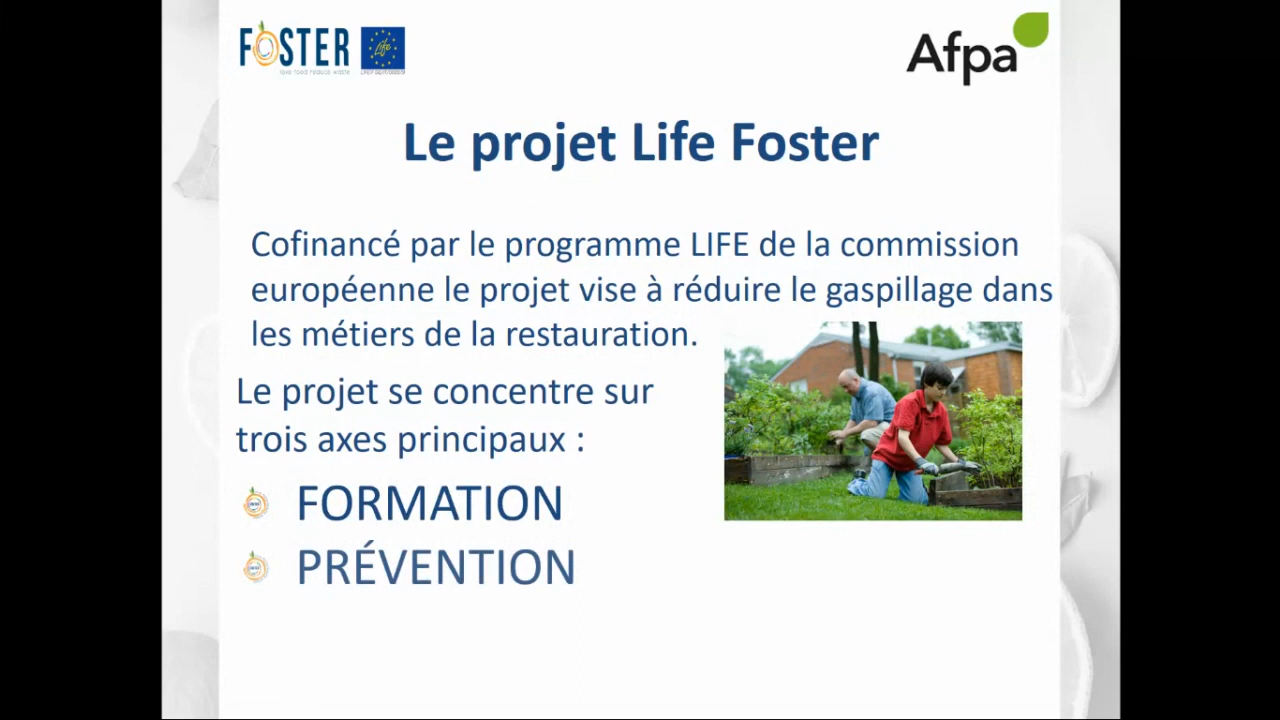 FOSTER
Life
Afpa
Le projet Life Foster
Cofinancé par le programme LIFE de la commission
européenne le projet vise à réduire le gaspillage dans
les métiers de la restauration.
Le projet se concentre sur
trois axes principaux :
FORMATION
PRÉVENTION